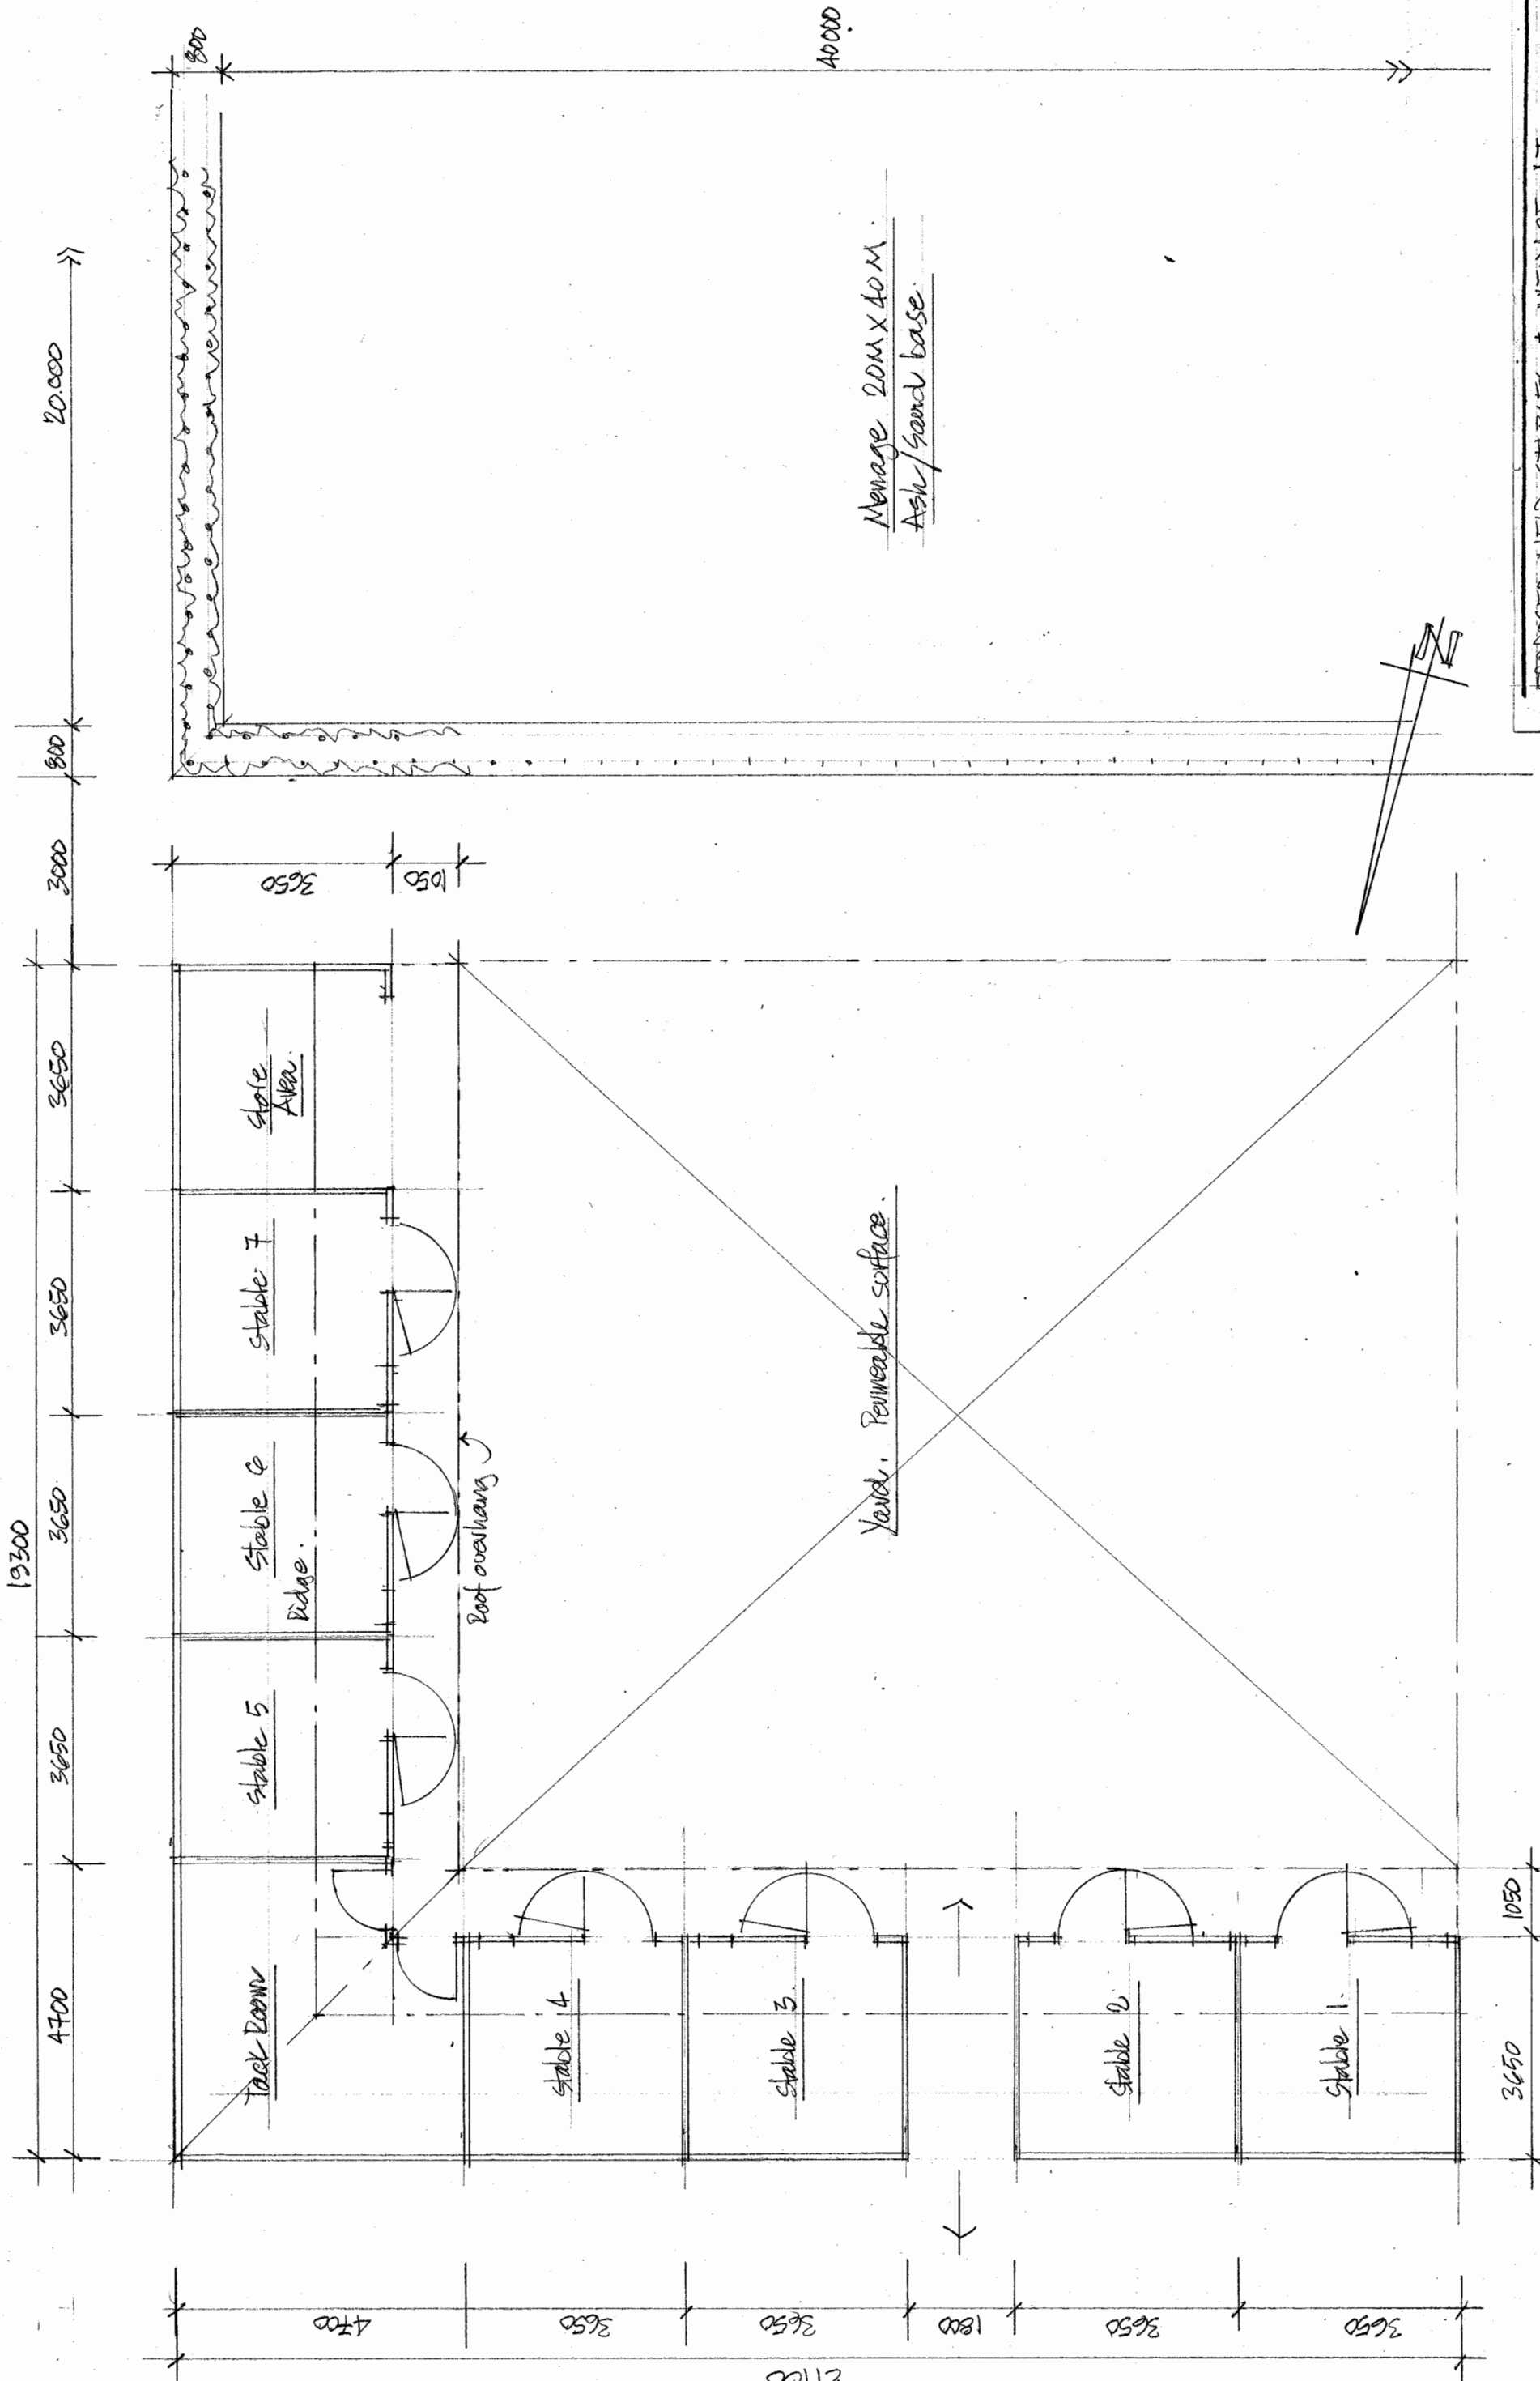 19300
4700
3650
3650
3650
3650
3000
800
20.000
800
40000
Tack Room
Stable 5
Stable 6
Ridge.
Stable 7
Store
Area.
3650
1050
Roof overhang
Stable 4
Stable 3.
Stable 2.
Stable 1.
Yard. Permeable surface.
Menage 20M X 40M.
Ash/Sand base.
N
4700
3650
3650
1800
3650
3650
3650
1050